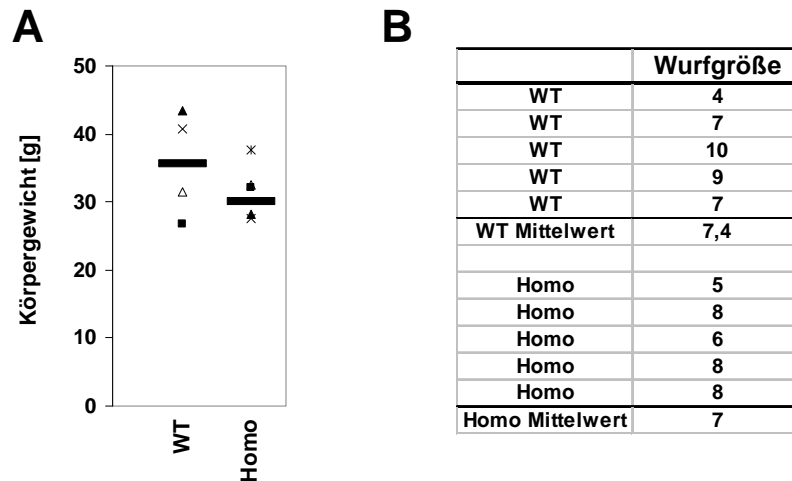 A
Körpergewicht [g]
50
40
30
20
10
0
WT
Homo
B
Wurfgröße
WT 4
WT 7
WT 10
WT 9
WT 7
WT Mittelwert 7,4
Homo 5
Homo 8
Homo 6
Homo 8
Homo 8
Homo Mittelwert 7